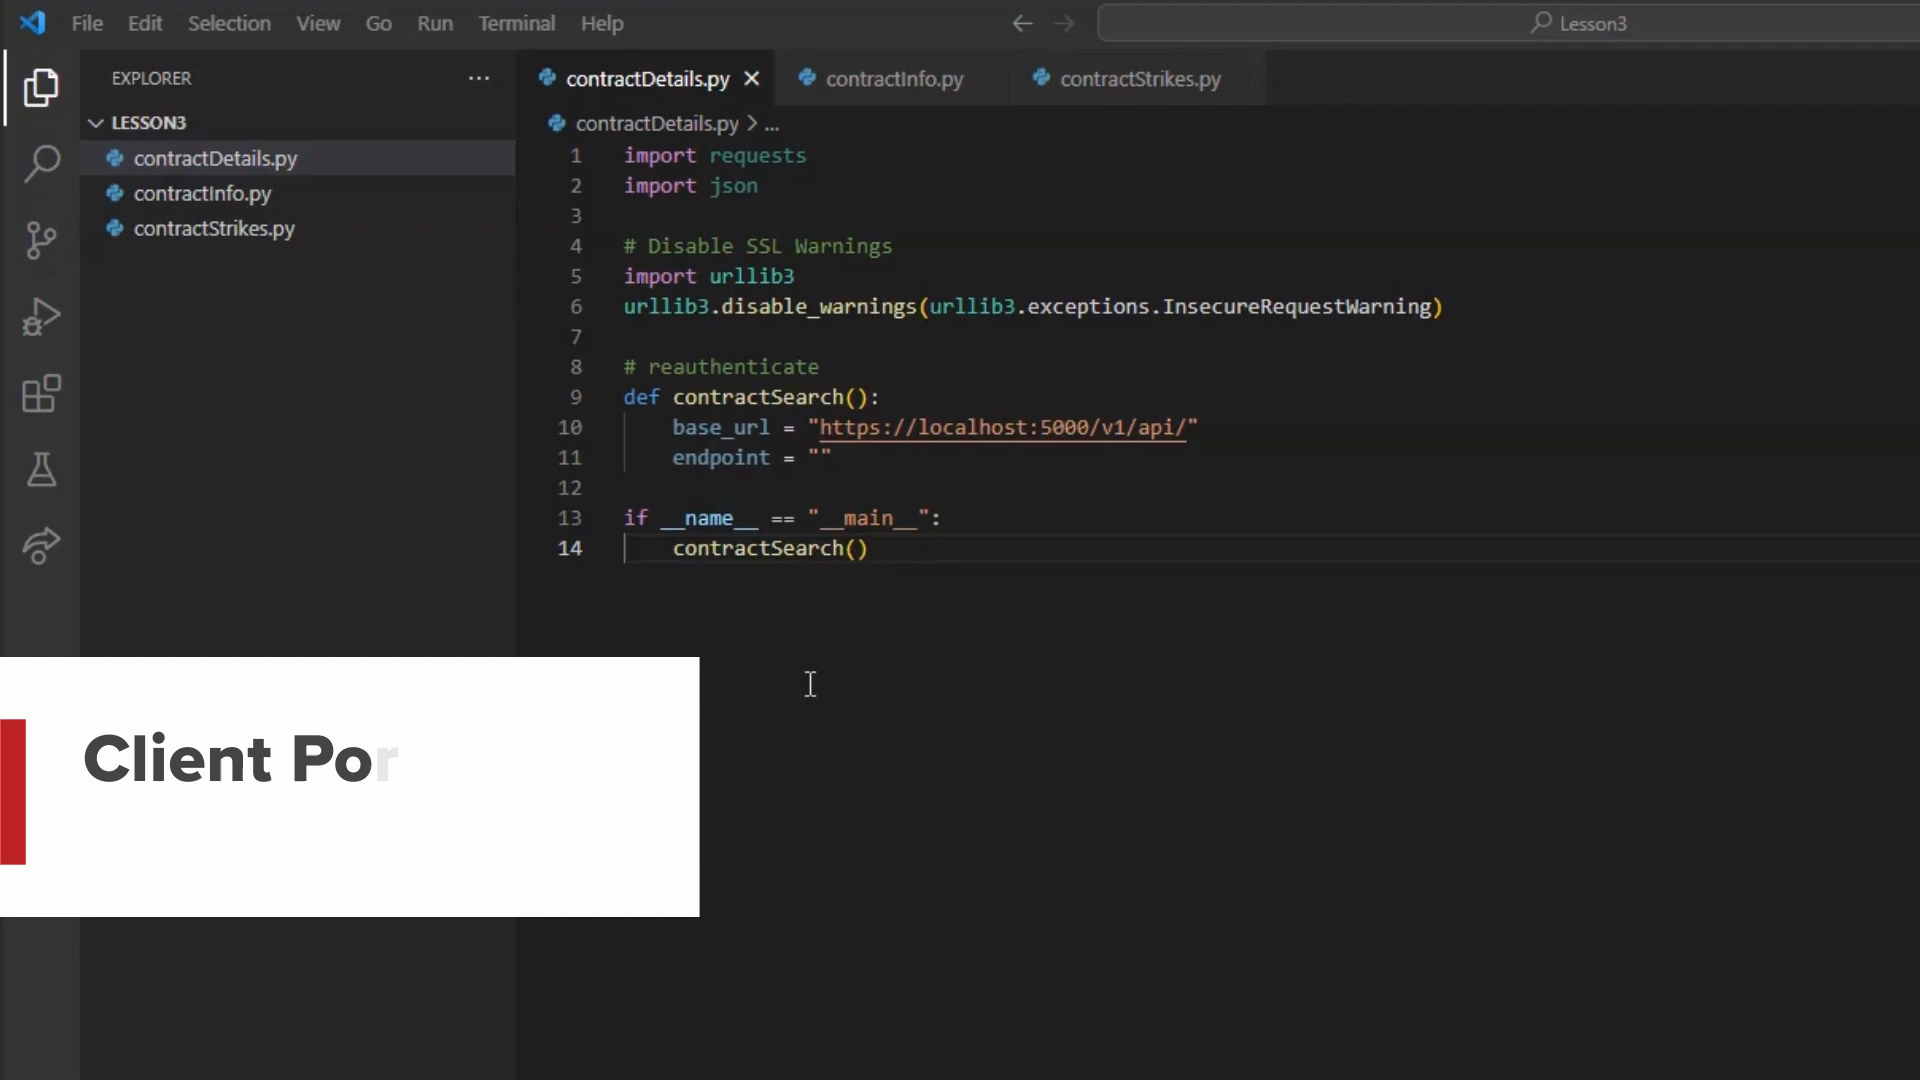 File Edit Selection View Go Run Terminal Help
Lesson3
EXPLORER ...
contractDetails.py contractInfo.py contractStrikes.py
LESSON3
contractDetails.py
contractInfo.py
contractStrikes.py
contractDetails.py > ...
1 import requests
2 import json
3
4 # Disable SSL Warnings
5 import urllib3
6 urllib3.disable_warnings(urllib3.exceptions.InsecureRequestWarning)
7
8 # reauthenticate
9 def contractSearch():
10 base_url = "https://localhost:5000/v1/api/"
11 endpoint = ""
12
13 if __name__ == "__main__":
14 contractSearch()
Client Por